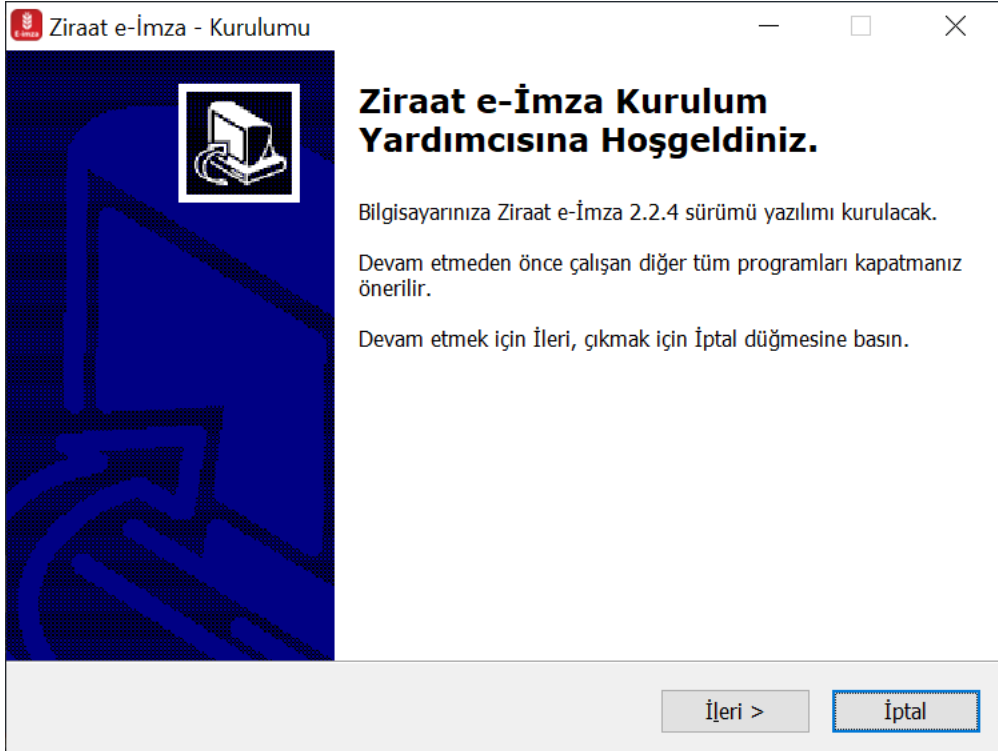 E-imza
Ziraat e-İmza - Kurulumu
Ziraat e-İmza Kurulum
Yardımcısına Hoşgeldiniz.
Bilgisayarınıza Ziraat e-İmza 2.2.4 sürümü yazılımı kurulacak.
Devam etmeden önce çalışan diğer tüm programları kapatmanız
önerilir.
Devam etmek için İleri, çıkmak için İptal düğmesine basın.
İleri >
İptal